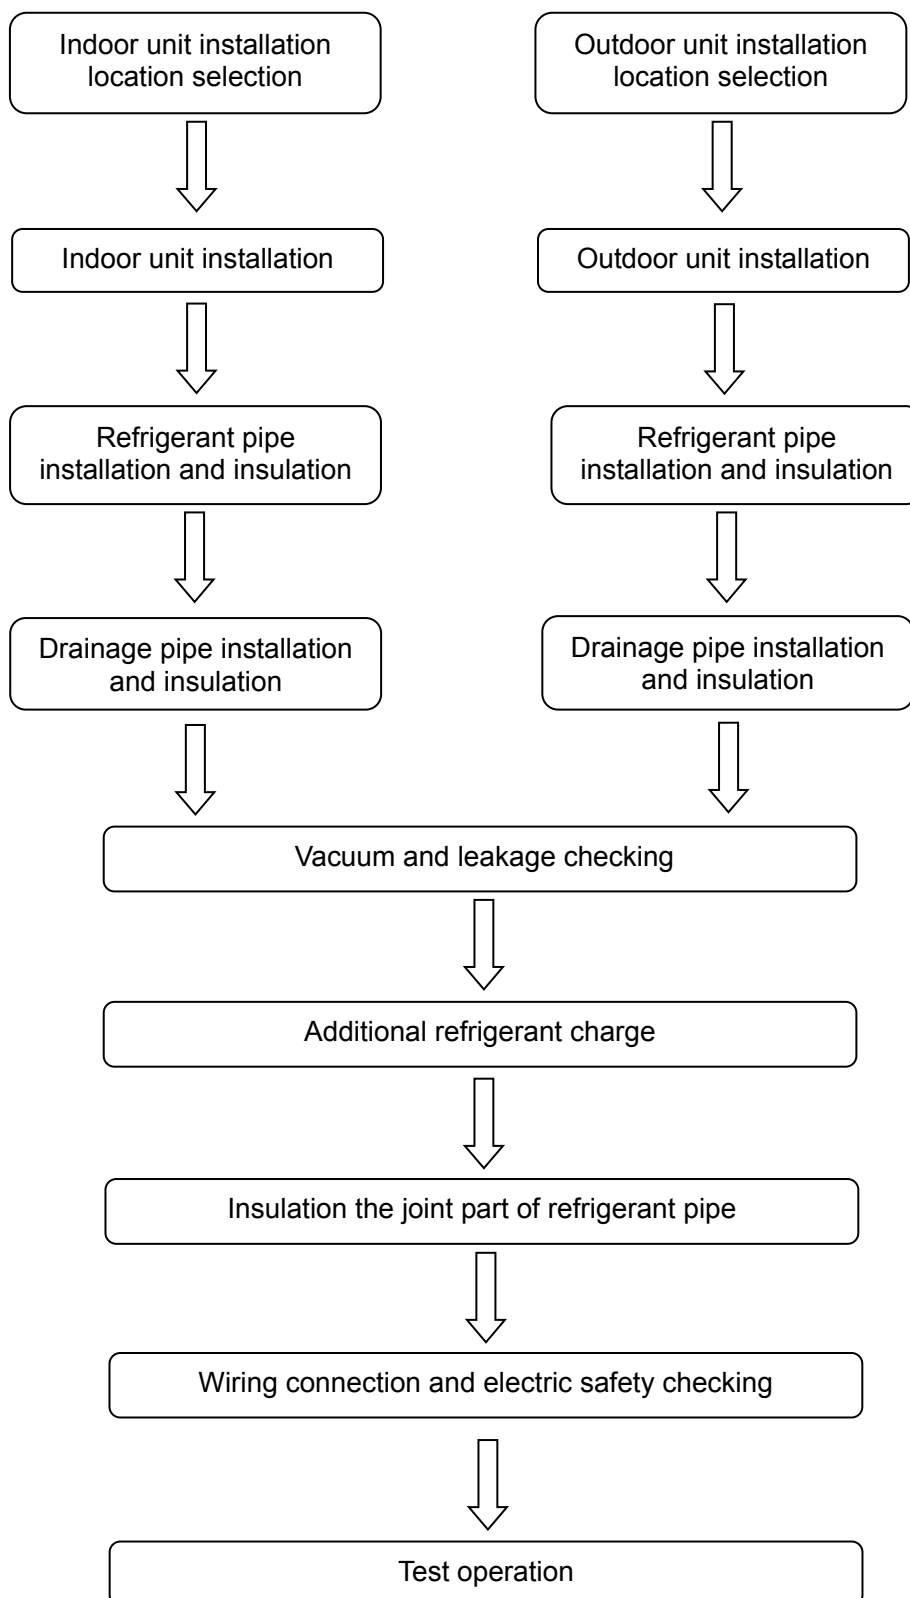 Indoor unit installation
location selection
Outdoor unit installation
location selection
Indoor unit installation
Outdoor unit installation
Refrigerant pipe
installation and insulation
Refrigerant pipe
installation and insulation
Drainage pipe installation
and insulation
Drainage pipe installation
and insulation
Vacuum and leakage checking
Additional refrigerant charge
Insulation the joint part of refrigerant pipe
Wiring connection and electric safety checking
Test operation